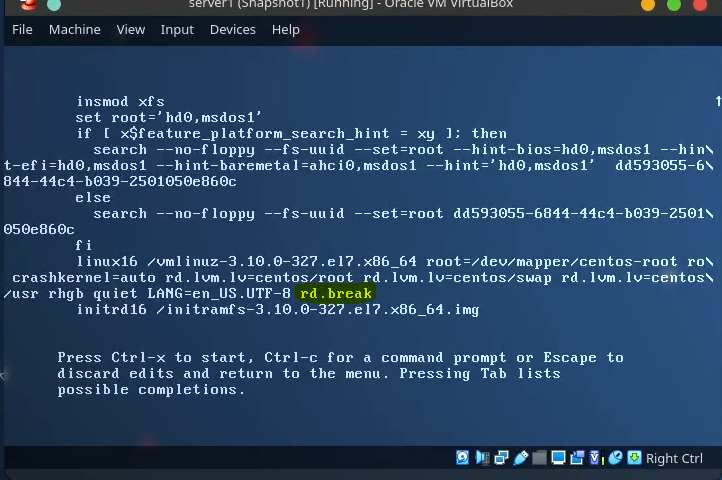 server1 (Snapshot1) [Running] - Oracle VM VirtualBox
File Machine View Input Devices Help
insmod xfs
set root='hd0,msdos1'
if [ x$feature_platform_search_hint = xy ]; then
search --no-floppy --fs-uuid --set=root --hint-bios=hd0,msdos1 --hin\
t-efi=hd0,msdos1 --hint-baremetal=ahci0,msdos1 --hint='hd0,msdos1'  dd593055-6\
844-44c4-b039-2501050e860c
else
search --no-floppy --fs-uuid --set=root dd593055-6844-44c4-b039-2501\
050e860c
fi
linux16 /vmlinuz-3.10.0-327.el7.x86_64 root=/dev/mapper/centos-root ro\
crashkernel=auto rd.lvm.lv=centos/root rd.lvm.lv=centos/swap rd.lvm.lv=centos\
/usr rhgb quiet LANG=en_US.UTF-8 rd.break
initrd16 /initramfs-3.10.0-327.el7.x86_64.img
Press Ctrl-x to start, Ctrl-c for a command prompt or Escape to
discard edits and return to the menu. Pressing Tab lists
possible completions.
Right Ctrl